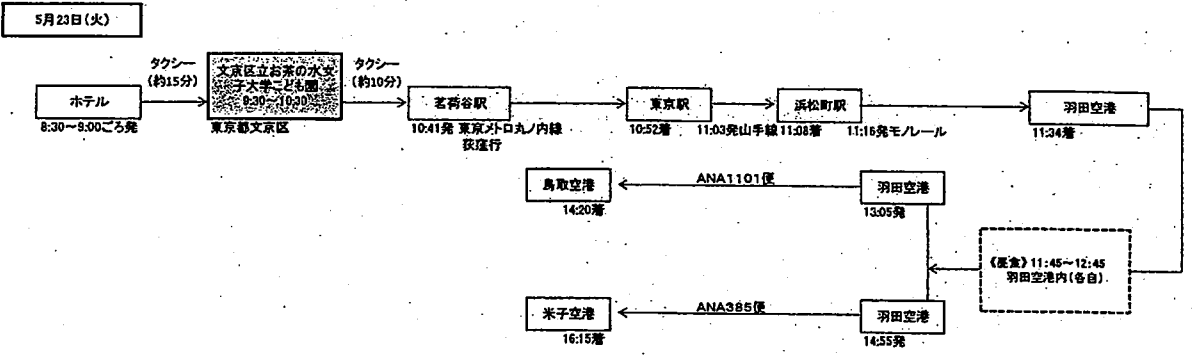 5月23日(火)
タクシー
(約15分)
文京区立お茶の水女
子大学こども園
9:30~10:30
タクシー
(約10分)
ホテル
茗荷谷駅
東京駅
浜松町駅
羽田空港
8:30~9:00ごろ発
東京都文京区
10:41発 東京メトロ丸ノ内線
荻窪行
10:52着
11:03発山手線
11:08着
11:16発モノレール
11:34着
鳥取空港
ANA1101便
羽田空港
14:20着
13:05発
《昼食》11:45~12:45
羽田空港内(各自)
米子空港
ANA385便
羽田空港
16:15着
14:55発